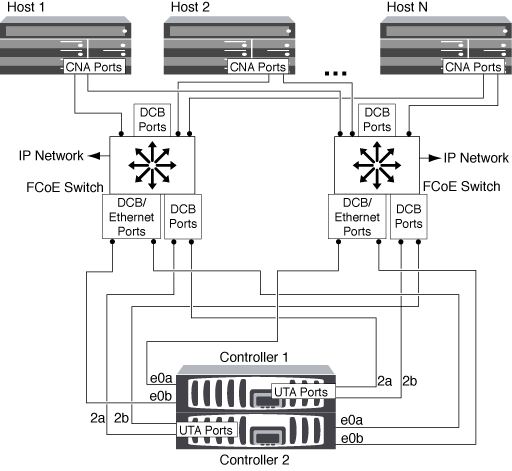 Host 1
Host 2
Host N
CNA Ports
CNA Ports
CNA Ports
DCB
Ports
DCB
Ports
IP Network
IP Network
FCoE Switch
FCoE Switch
DCB/
Ethernet
Ports
DCB
Ports
DCB/
Ethernet
Ports
DCB
Ports
Controller 1
e0a
e0b
UTA Ports
2a
2b
2a
2b
UTA Ports
e0a
e0b
Controller 2